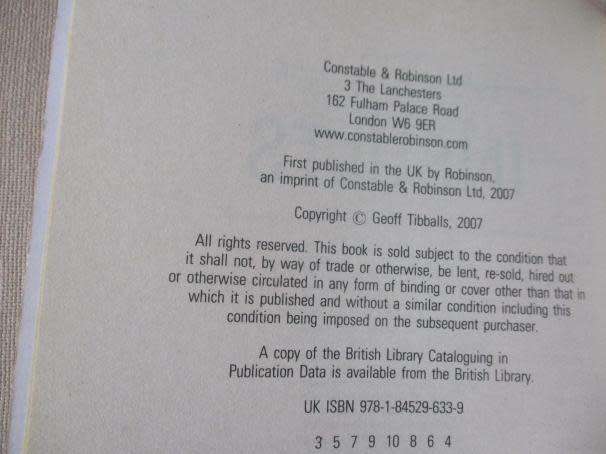 Constable & Robinson Ltd
3 The Lanchesters
162 Fulham Palace Road
London W6 9ER
www.constablerobinson.com
First published in the UK by Robinson,
an imprint of Constable & Robinson Ltd, 2007
Copyright © Geoff Tibballs, 2007
All rights reserved. This book is sold subject to the condition that
it shall not, by way of trade or otherwise, be lent, re-sold, hired out
or otherwise circulated in any form of binding or cover other than that in
which it is published and without a similar condition including this
condition being imposed on the subsequent purchaser.
A copy of the British Library Cataloguing in
Publication Data is available from the British Library.
UK ISBN 978-1-84529-633-9
3 5 7 9 10 8 6 4